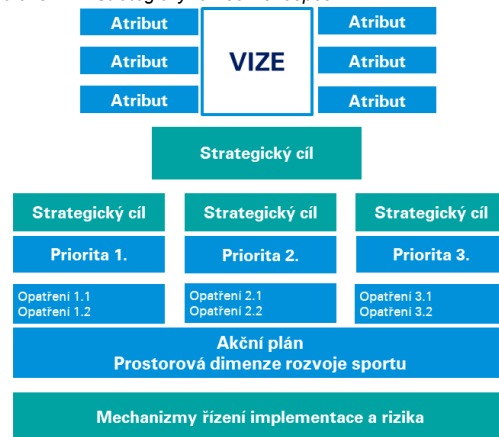 Atribut
Atribut
Atribut
VIZE
Atribut
Atribut
Atribut
Strategický cíl
Strategický cíl
Strategický cíl
Strategický cíl
Priorita 1.
Priorita 2.
Priorita 3.
Opatření 1.1
Opatření 1.2
Opatření 2.1
Opatření 2.2
Opatření 3.1
Opatření 3.2
Akční plán
Prostorová dimenze rozvoje sportu
Mechanizmy řízení implementace a rizika